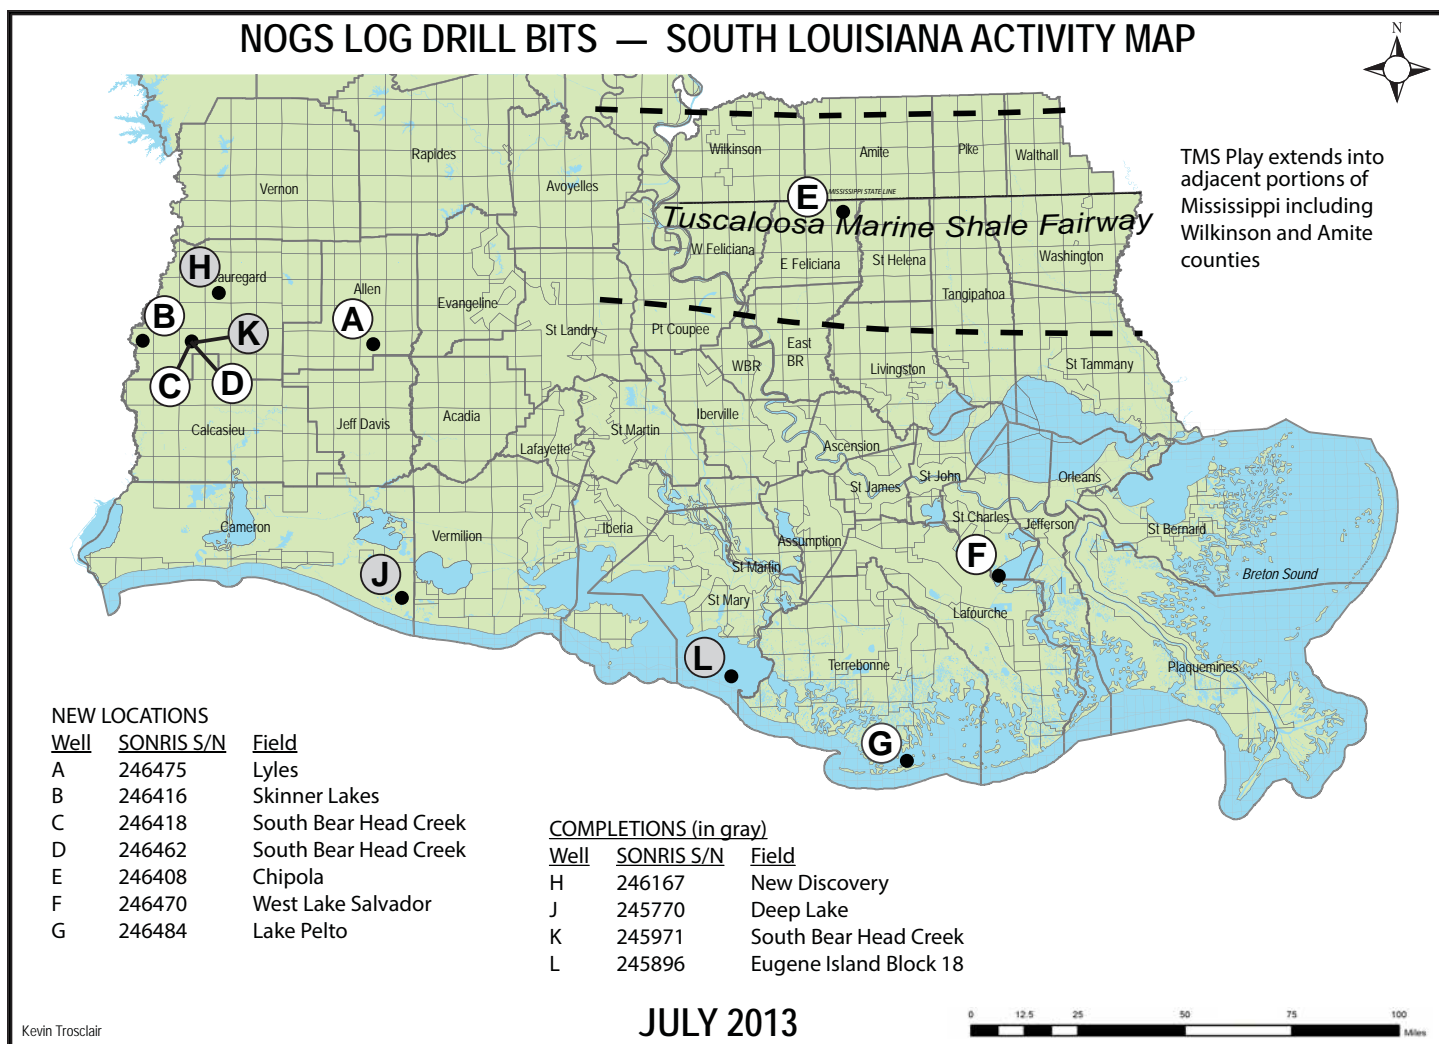 NOGS LOG DRILL BITS — SOUTH LOUISIANA ACTIVITY MAP
N
TMS Play extends into
adjacent portions of
Mississippi including
Wilkinson and Amite
counties
Wilkinson
Amite
Pike
Walthall
Rapides
Vernon
Avoyelles
E
MISSISSIPPI STATE LINE
Tuscaloosa Marine Shale Fairway
W Feliciana
E Feliciana
St Helena
Washington
H
auregard
Allen
Evangeline
Tangipahoa
B
A
K
St Landry
Pt Coupee
East
BR
WBR
Livingston
St Tammany
C
D
Calcasieu
Jeff Davis
Acadia
Lafayette
St Martin
Iberville
Ascension
St James
St John
Orleans
Cameron
Vermilion
Iberia
Assumption
St Charles
Jefferson
St Bernard
F
J
St Martin
St Mary
Lafourche
Breton Sound
L
Terrebonne
Plaquemines
G
NEW LOCATIONS
Well SONRIS S/N Field
A 246475 Lyles
B 246416 Skinner Lakes
C 246418 South Bear Head Creek
D 246462 South Bear Head Creek
E 246408 Chipola
F 246470 West Lake Salvador
G 246484 Lake Pelto
COMPLETIONS (in gray)
Well SONRIS S/N Field
H 246167 New Discovery
J 245770 Deep Lake
K 245971 South Bear Head Creek
L 245896 Eugene Island Block 18
Kevin Trosclair
JULY 2013
0 12.5 25 50 75 100
Miles